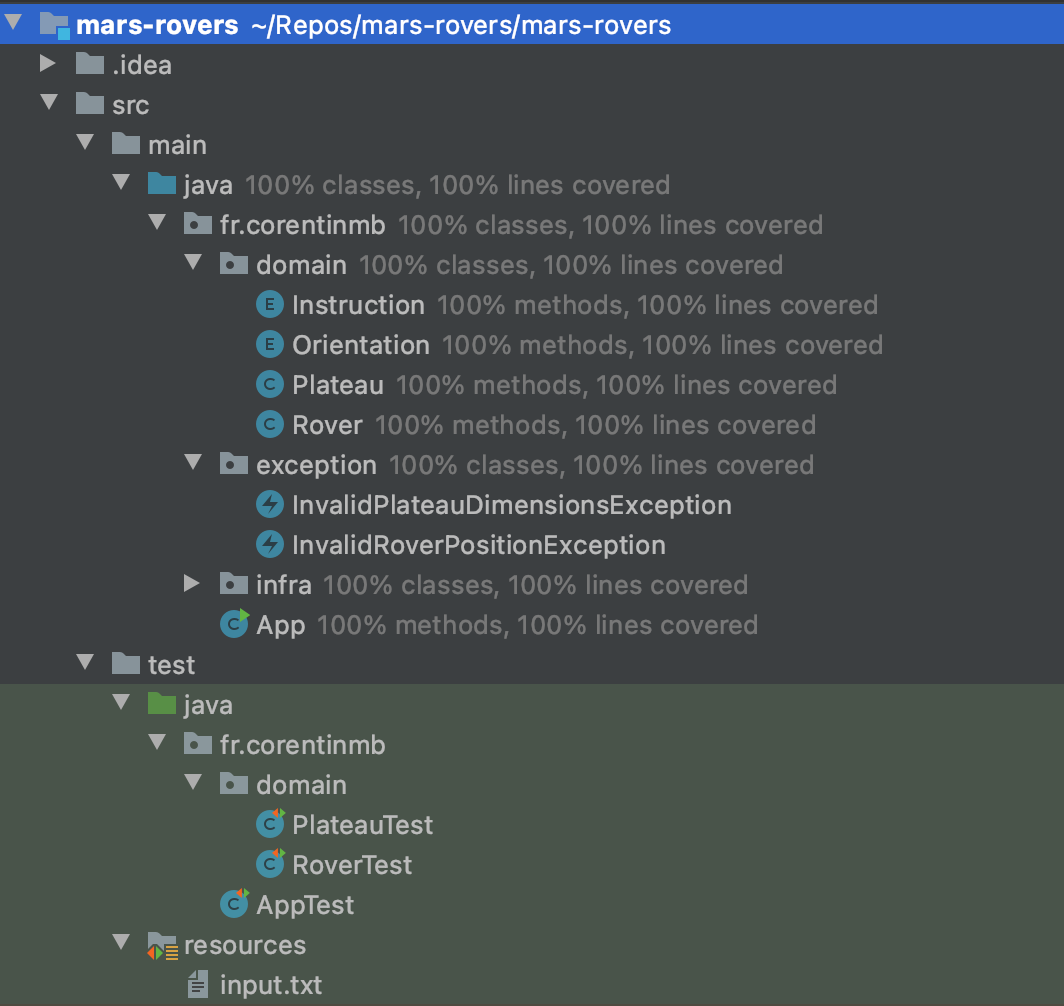 mars-rovers ~/Repos/mars-rovers/mars-rovers
.idea
src
main
java 100% classes, 100% lines covered
fr.corentinmb 100% classes, 100% lines covered
domain 100% classes, 100% lines covered
E Instruction 100% methods, 100% lines covered
E Orientation 100% methods, 100% lines covered
C Plateau 100% methods, 100% lines covered
C Rover 100% methods, 100% lines covered
exception 100% classes, 100% lines covered
InvalidPlateauDimensionsException
InvalidRoverPositionException
infra 100% classes, 100% lines covered
C App 100% methods, 100% lines covered
test
java
fr.corentinmb
domain
C PlateauTest
C RoverTest
C AppTest
resources
input.txt